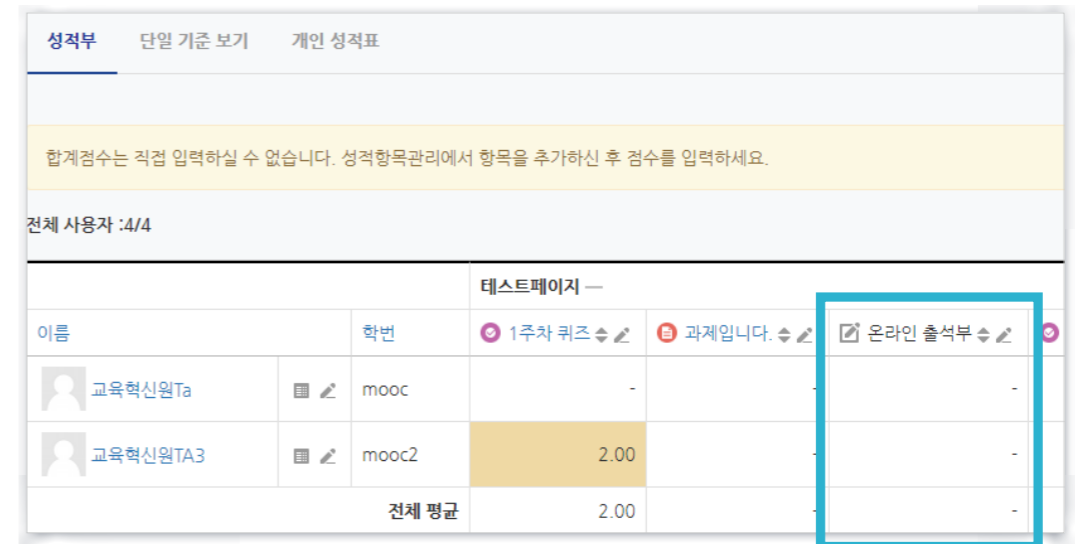 성적부 단일 기준 보기 개인 성적표
합계점수는 직접 입력하실 수 없습니다. 성적항목관리에서 항목을 추가하신 후 점수를 입력하세요.
전체 사용자 :4/4
테스트페이지 —
이름 학번 1주차 퀴즈 과제입니다. 온라인 출석부
교육혁신원Ta mooc - - -
교육혁신원TA3 mooc2 2.00 - -
전체 평균 2.00 - -